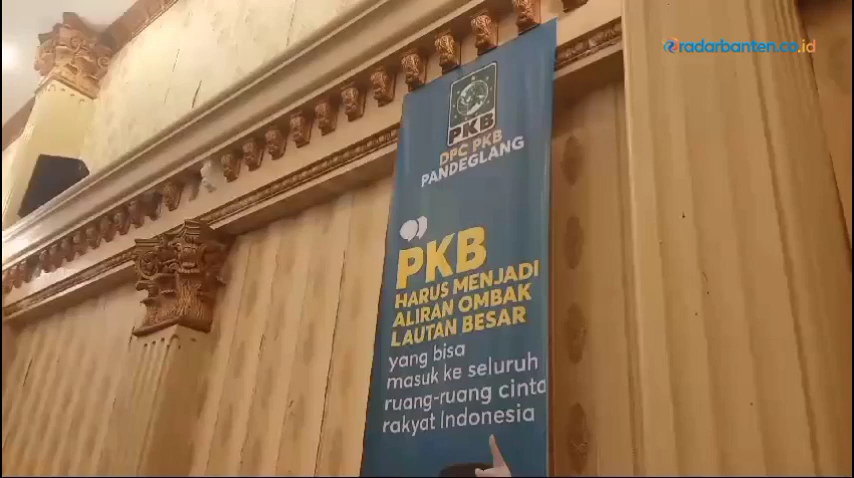 radarbanten.co.id
PKB
DPC PKB
PANDEGLANG
PKB
HARUS MENJADI
ALIRAN OMBAK
LAUTAN BESAR
yang bisa
masuk ke seluruh
ruang-ruang cinta
rakyat Indonesia